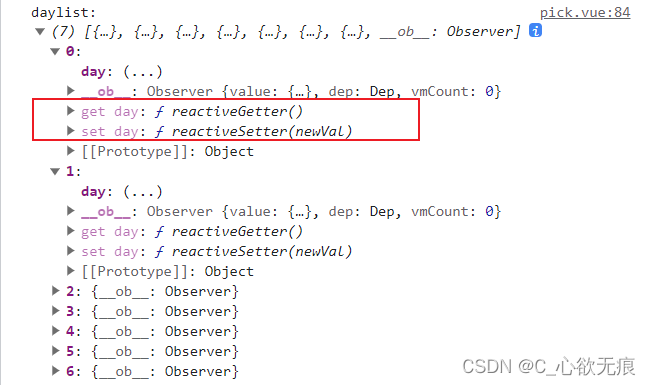 daylist: pick.vue:84
▼ (7) [{…}, {…}, {…}, {…}, {…}, {…}, {…}, __ob__: Observer] i
▼ 0:
day: (...)
▶ __ob__: Observer {value: {…}, dep: Dep, vmCount: 0}
▶ get day: ƒ reactiveGetter()
▶ set day: ƒ reactiveSetter(newVal)
▶ [[Prototype]]: Object
▼ 1:
day: (...)
▶ __ob__: Observer {value: {…}, dep: Dep, vmCount: 0}
▶ get day: ƒ reactiveGetter()
▶ set day: ƒ reactiveSetter(newVal)
▶ [[Prototype]]: Object
▶ 2: {__ob__: Observer}
▶ 3: {__ob__: Observer}
▶ 4: {__ob__: Observer}
▶ 5: {__ob__: Observer}
▶ 6: {__ob__: Observer}
CSDN @C_心欲无痕